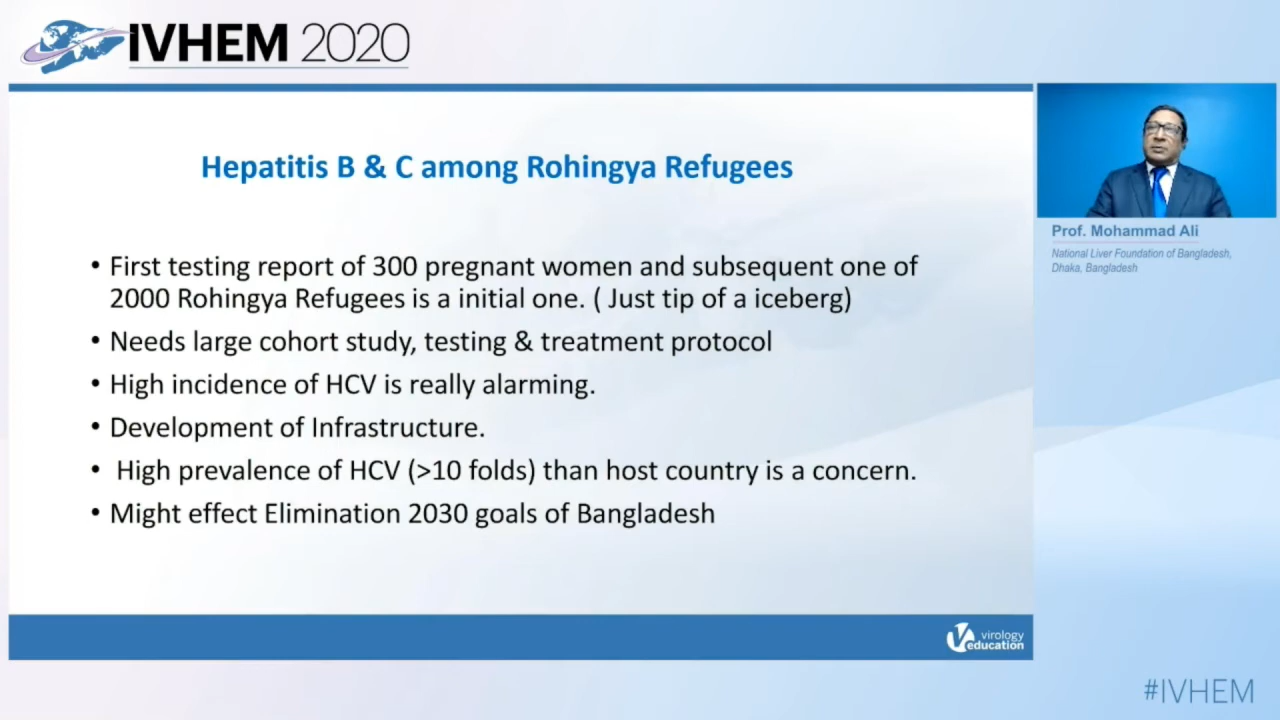 IVHEM 2020
Hepatitis B & C among Rohingya Refugees
• First testing report of 300 pregnant women and subsequent one of
2000 Rohingya Refugees is a initial one. ( Just tip of a iceberg)
• Needs large cohort study, testing & treatment protocol
• High incidence of HCV is really alarming.
• Development of Infrastructure.
• High prevalence of HCV (>10 folds) than host country is a concern.
• Might effect Elimination 2030 goals of Bangladesh
virology
education
Prof. Mohammad Ali
National Liver Foundation of Bangladesh,
Dhaka, Bangladesh
#IVHEM